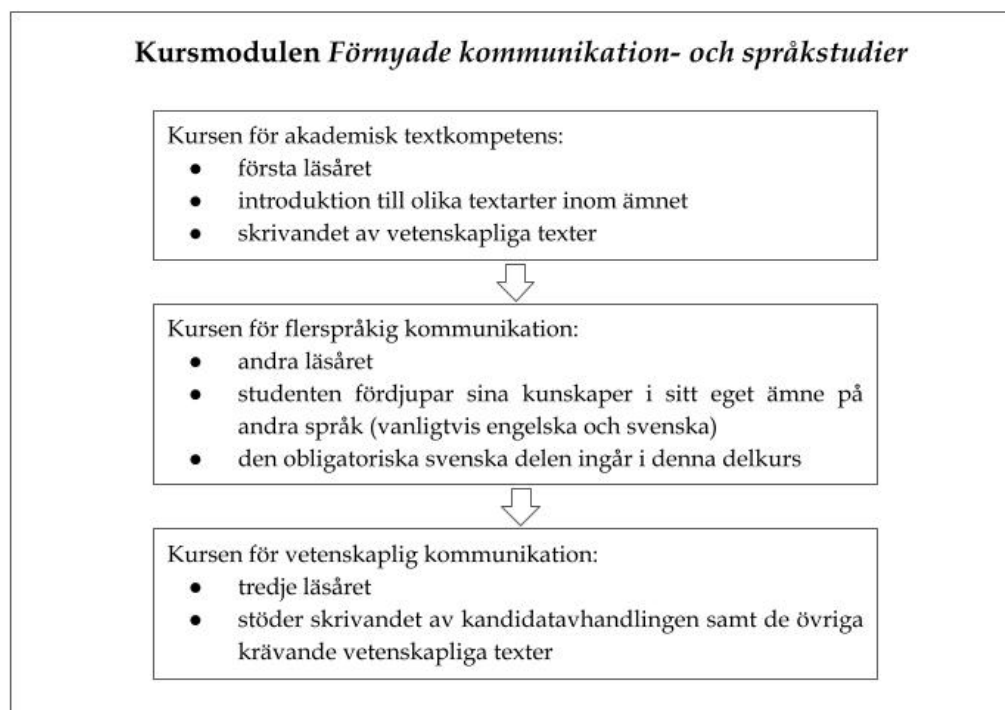 Kursmodulen Förnyade kommunikation- och språkstudier
Kursen för akademisk textkompetens:
● första läsåret
● introduktion till olika textarter inom ämnet
● skrivandet av vetenskapliga texter
Kursen för flerspråkig kommunikation:
● andra läsåret
● studenten fördjupar sina kunskaper i sitt eget ämne på
andra språk (vanligtvis engelska och svenska)
● den obligatoriska svenska delen ingår i denna delkurs
Kursen för vetenskaplig kommunikation:
● tredje läsåret
● stöder skrivandet av kandidatavhandlingen samt de övriga
krävande vetenskapliga texter